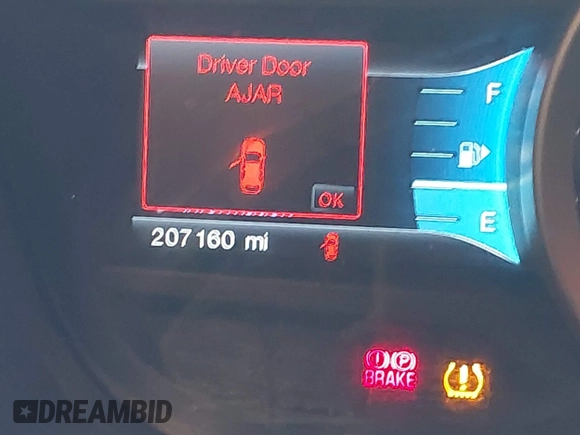 Driver Door
AJAR
F
OK
E
207160 mi
(!) (P)
BRAKE
(!)
DREAMBID